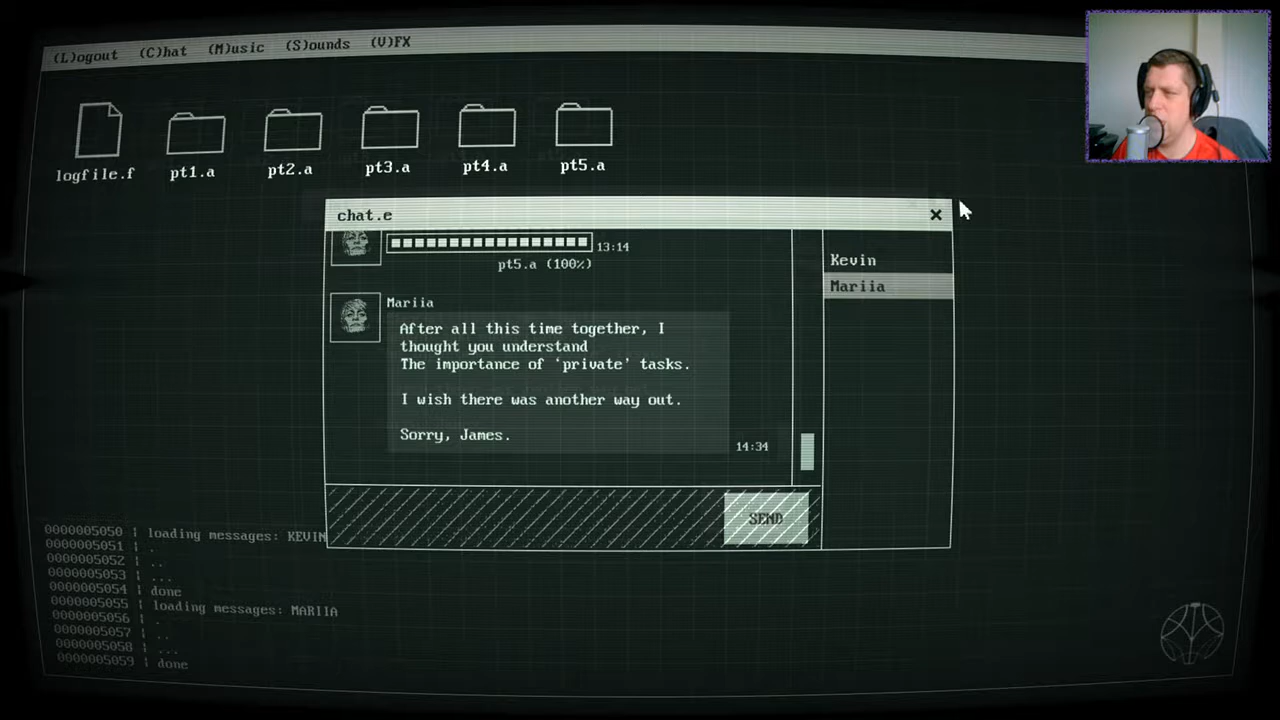 (L)ogout (C)hat (M)usic (S)ounds (V)FX
logfile.f pt1.a pt2.a pt3.a pt4.a pt5.a
chat.e
13:14
pt5.a (100%)
Kevin
Mariia
Mariia
After all this time together, I
thought you understand
The importance of ‘private’ tasks.
I wish there was another way out.
Sorry, James.
14:34
SEND
0000005050 | loading messages: KEVIN
0000005051 | .
0000005052 | ..
0000005053 | ...
0000005054 | done
0000005055 | loading messages: MARIIA
0000005056 | .
0000005057 | ..
0000005058 | ...
0000005059 | done